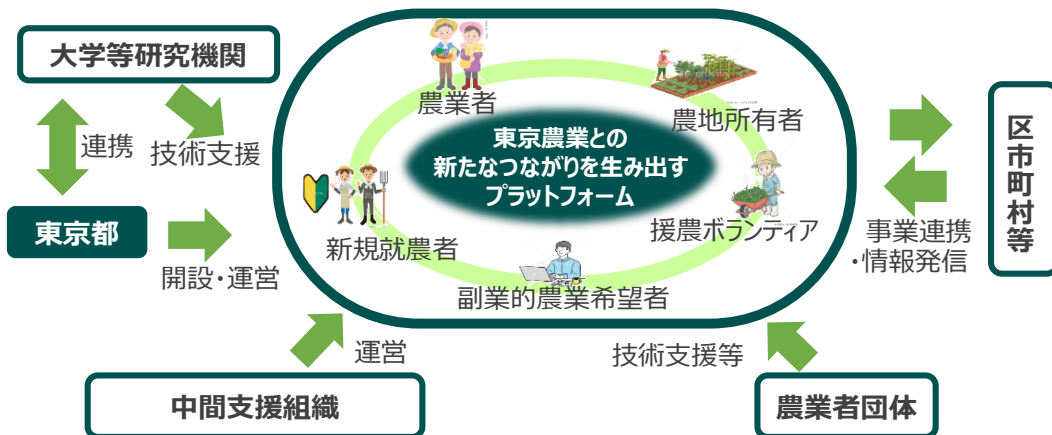 大学等研究機関
連携
技術支援
東京都
開設・運営
農業者
農地所有者
東京農業との
新たなつながりを生み出す
プラットフォーム
新規就農者
援農ボランティア
副業的農業希望者
区市町村等
事業連携
・情報発信
運営
技術支援等
中間支援組織
農業者団体